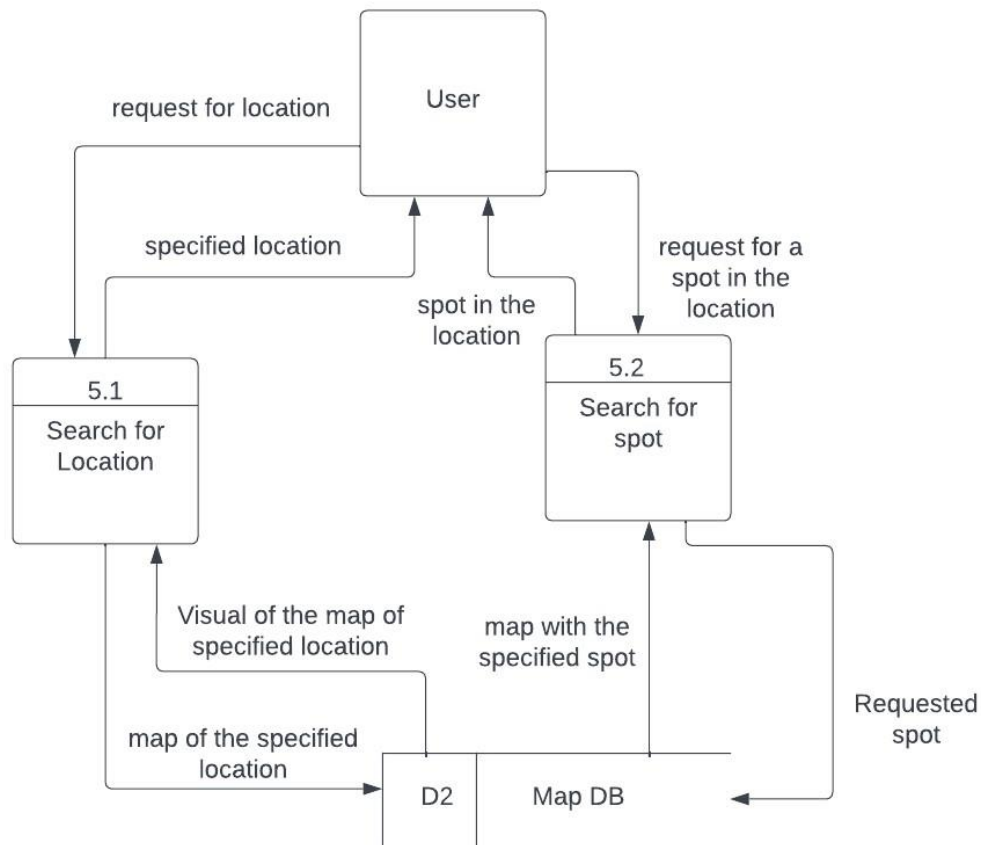 User
request for location
specified location
request for a
spot in the
location
spot in the
location
5.1
Search for
Location
5.2
Search for
spot
Visual of the map of
specified location
map with the
specified spot
Requested
spot
map of the specified
location
D2
Map DB